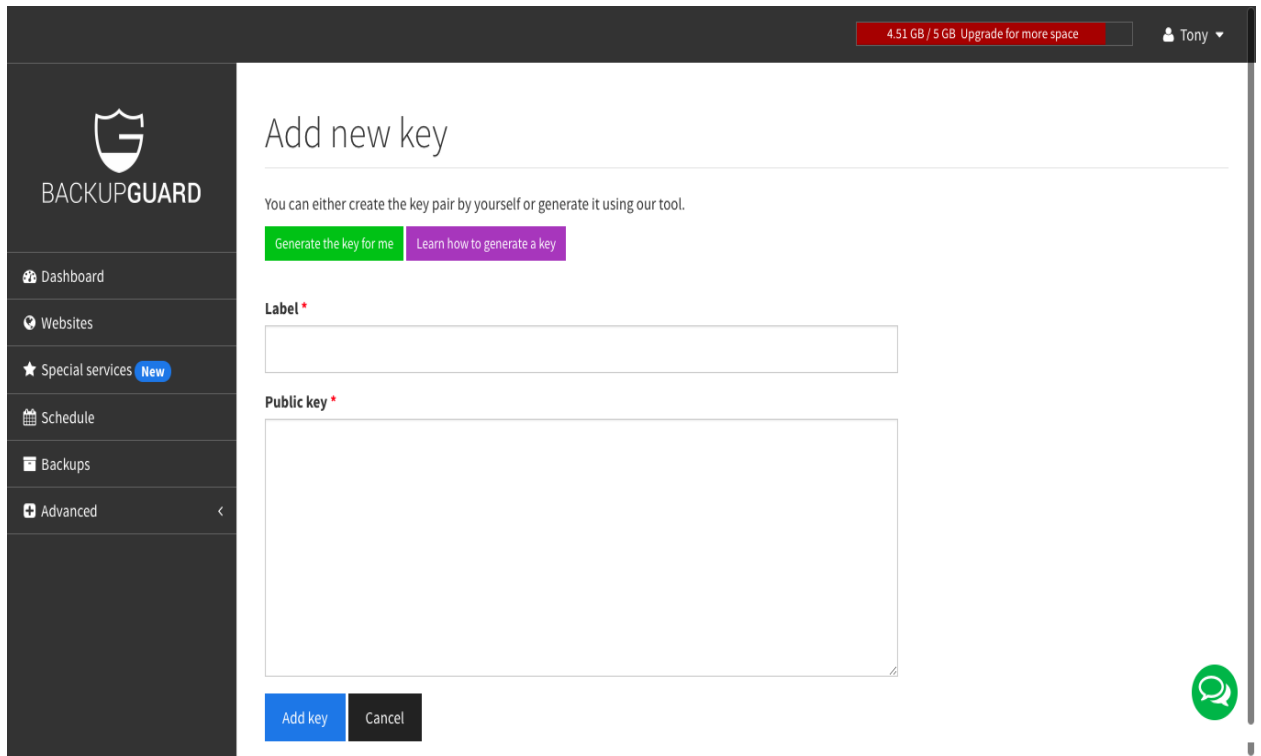 4.51 GB / 5 GB Upgrade for more space
Tony
BACKUPGUARD
Dashboard
Websites
Special services New
Schedule
Backups
Advanced
Add new key
You can either create the key pair by yourself or generate it using our tool.
Generate the key for me Learn how to generate a key
Label *
Public key *
Add key Cancel